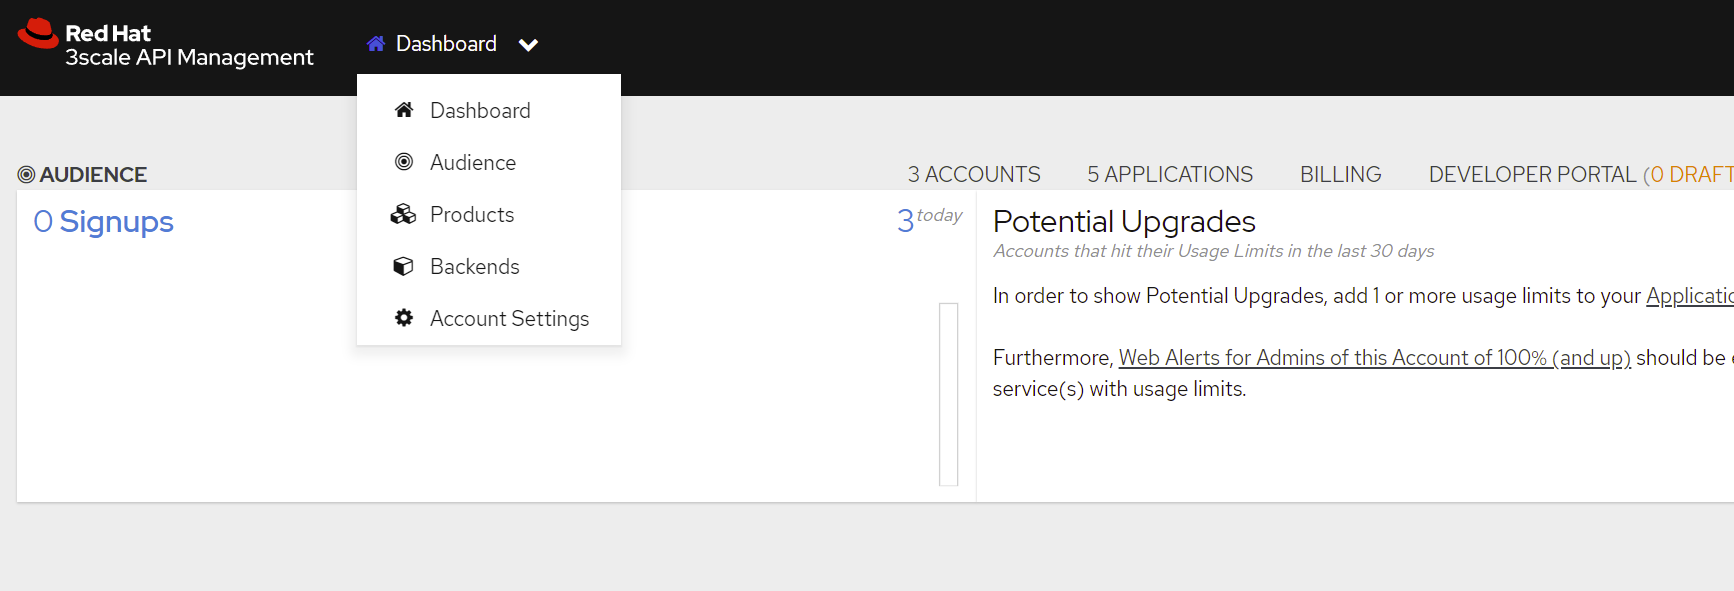 Red Hat
3scale API Management
Dashboard
Dashboard
Audience
Products
Backends
Account Settings
AUDIENCE
3 ACCOUNTS
5 APPLICATIONS
BILLING
DEVELOPER PORTAL (0 DRAFT
0 Signups
3 today
Potential Upgrades
Accounts that hit their Usage Limits in the last 30 days
In order to show Potential Upgrades, add 1 or more usage limits to your
Furthermore, Web Alerts for Admins of this Account of 100% (and up) should be
service(s) with usage limits.